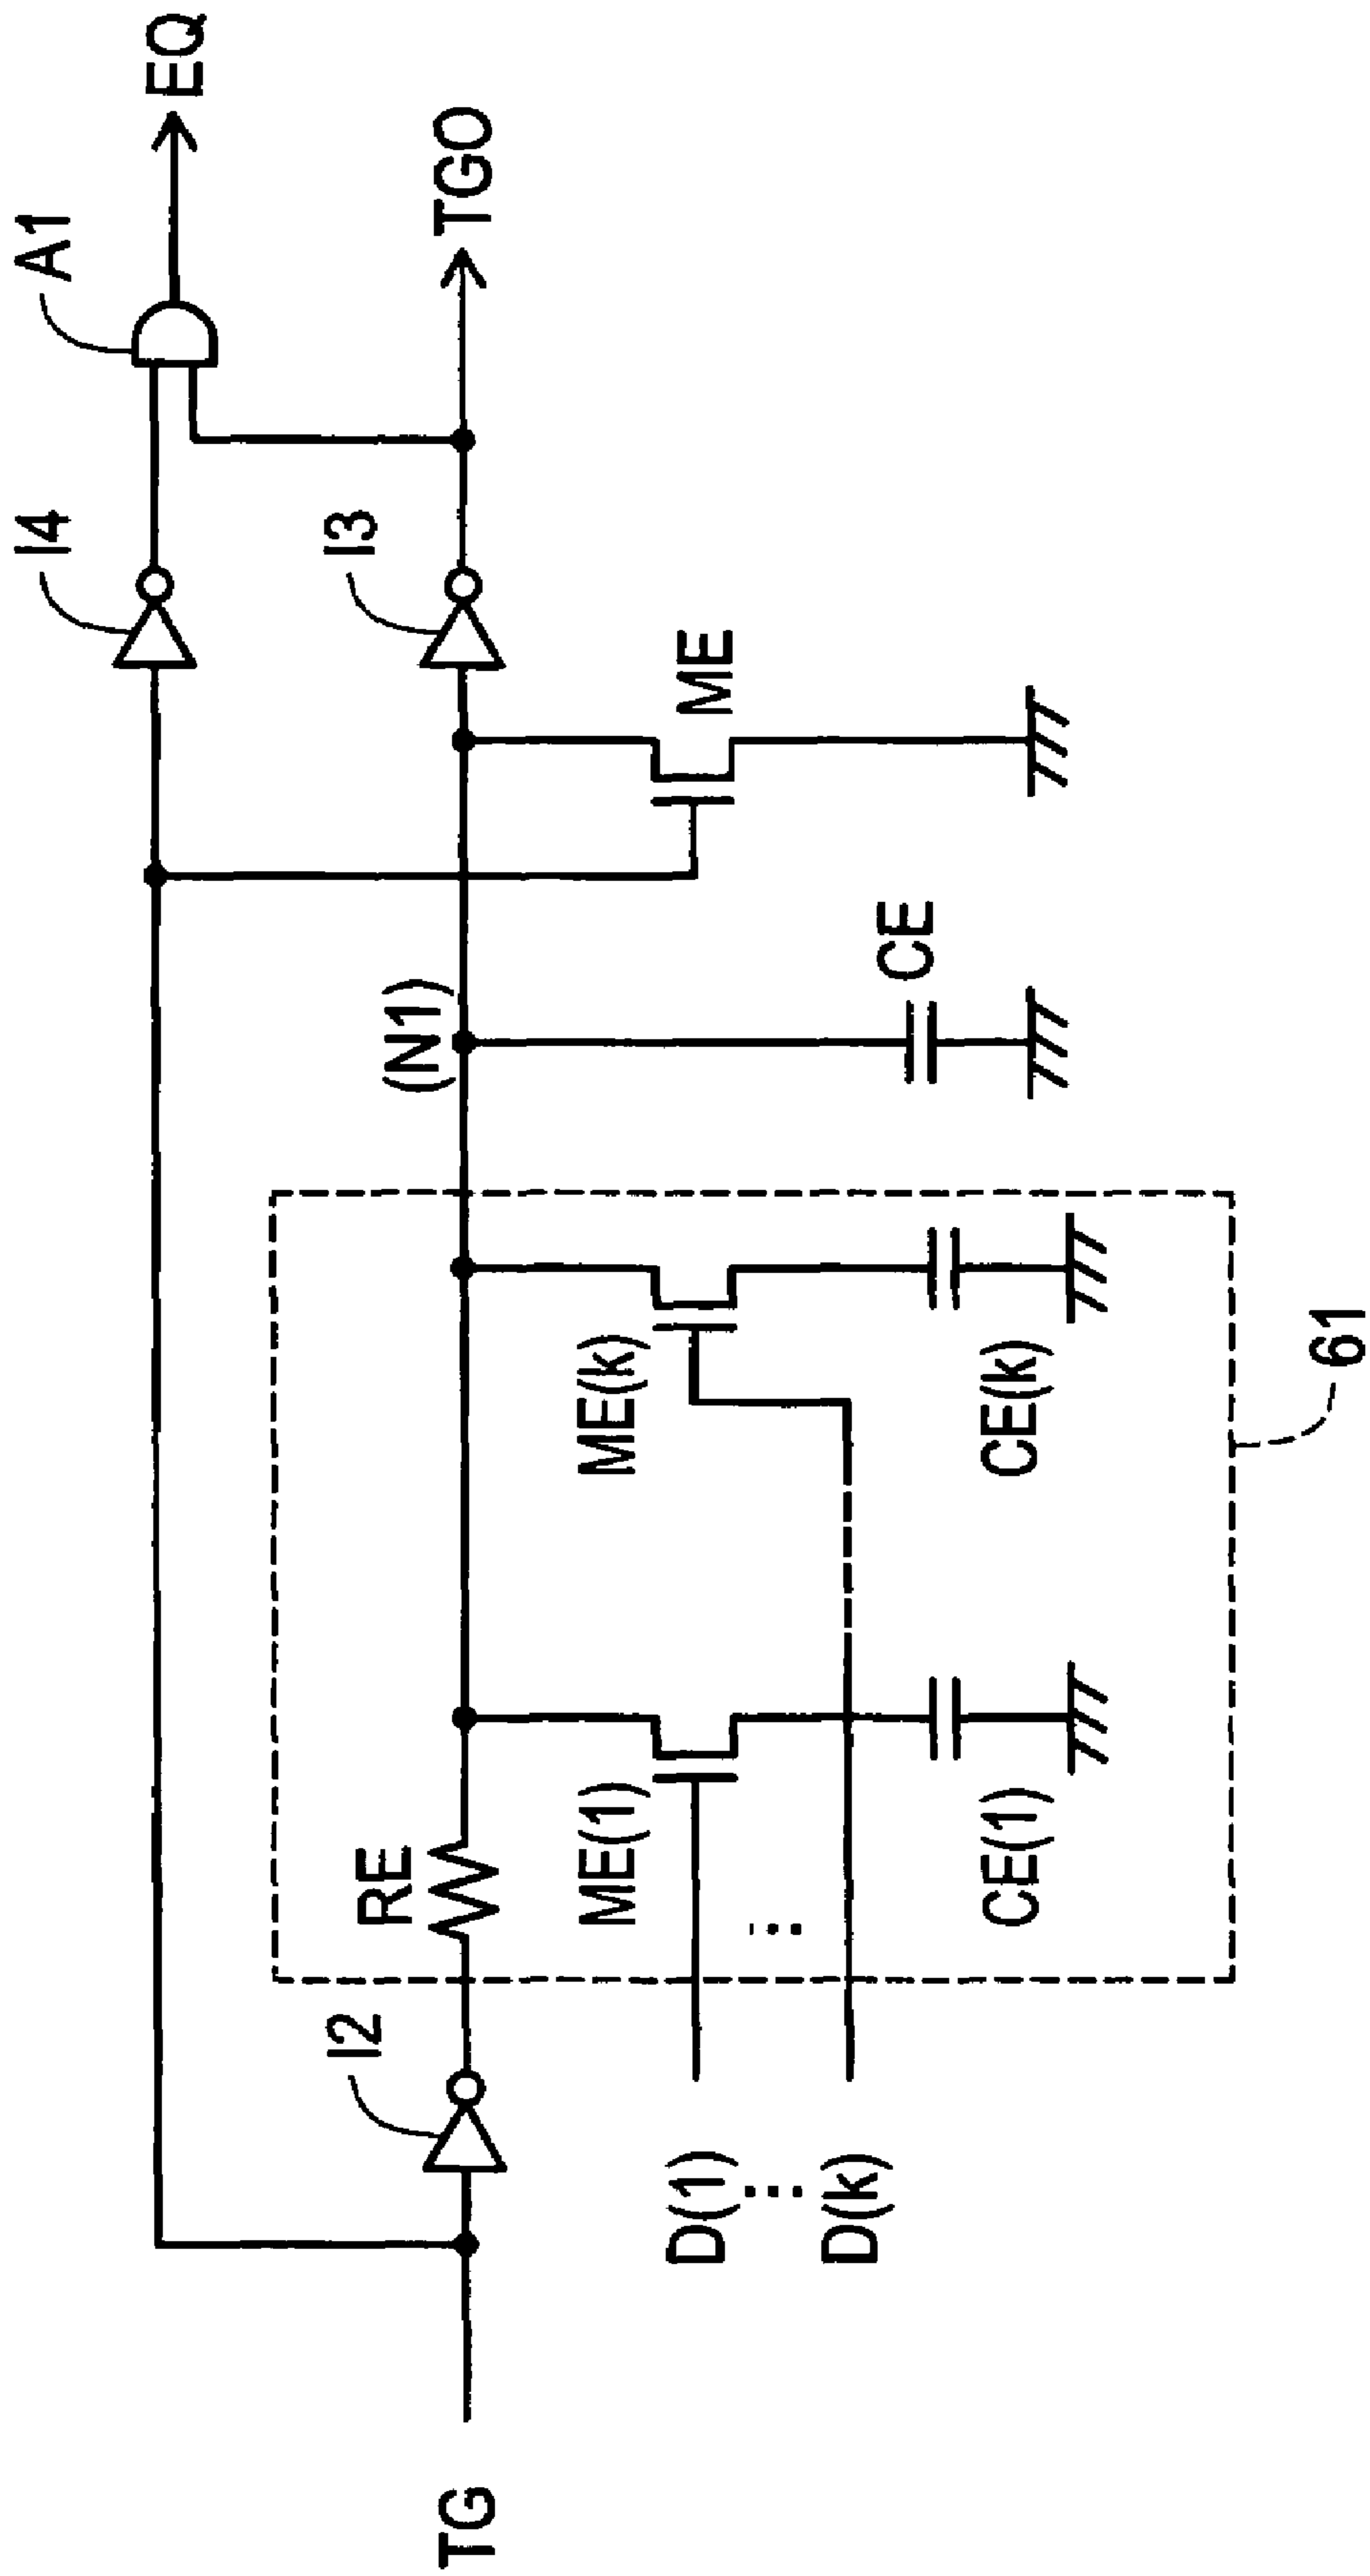 EQ
A1
TGO
I4
I3
ME
(N1)
CE
RE
ME(1)
ME(k)
CE(1)
CE(k)
61
I2
D(1)
⋮
⋮
D(k)
TG